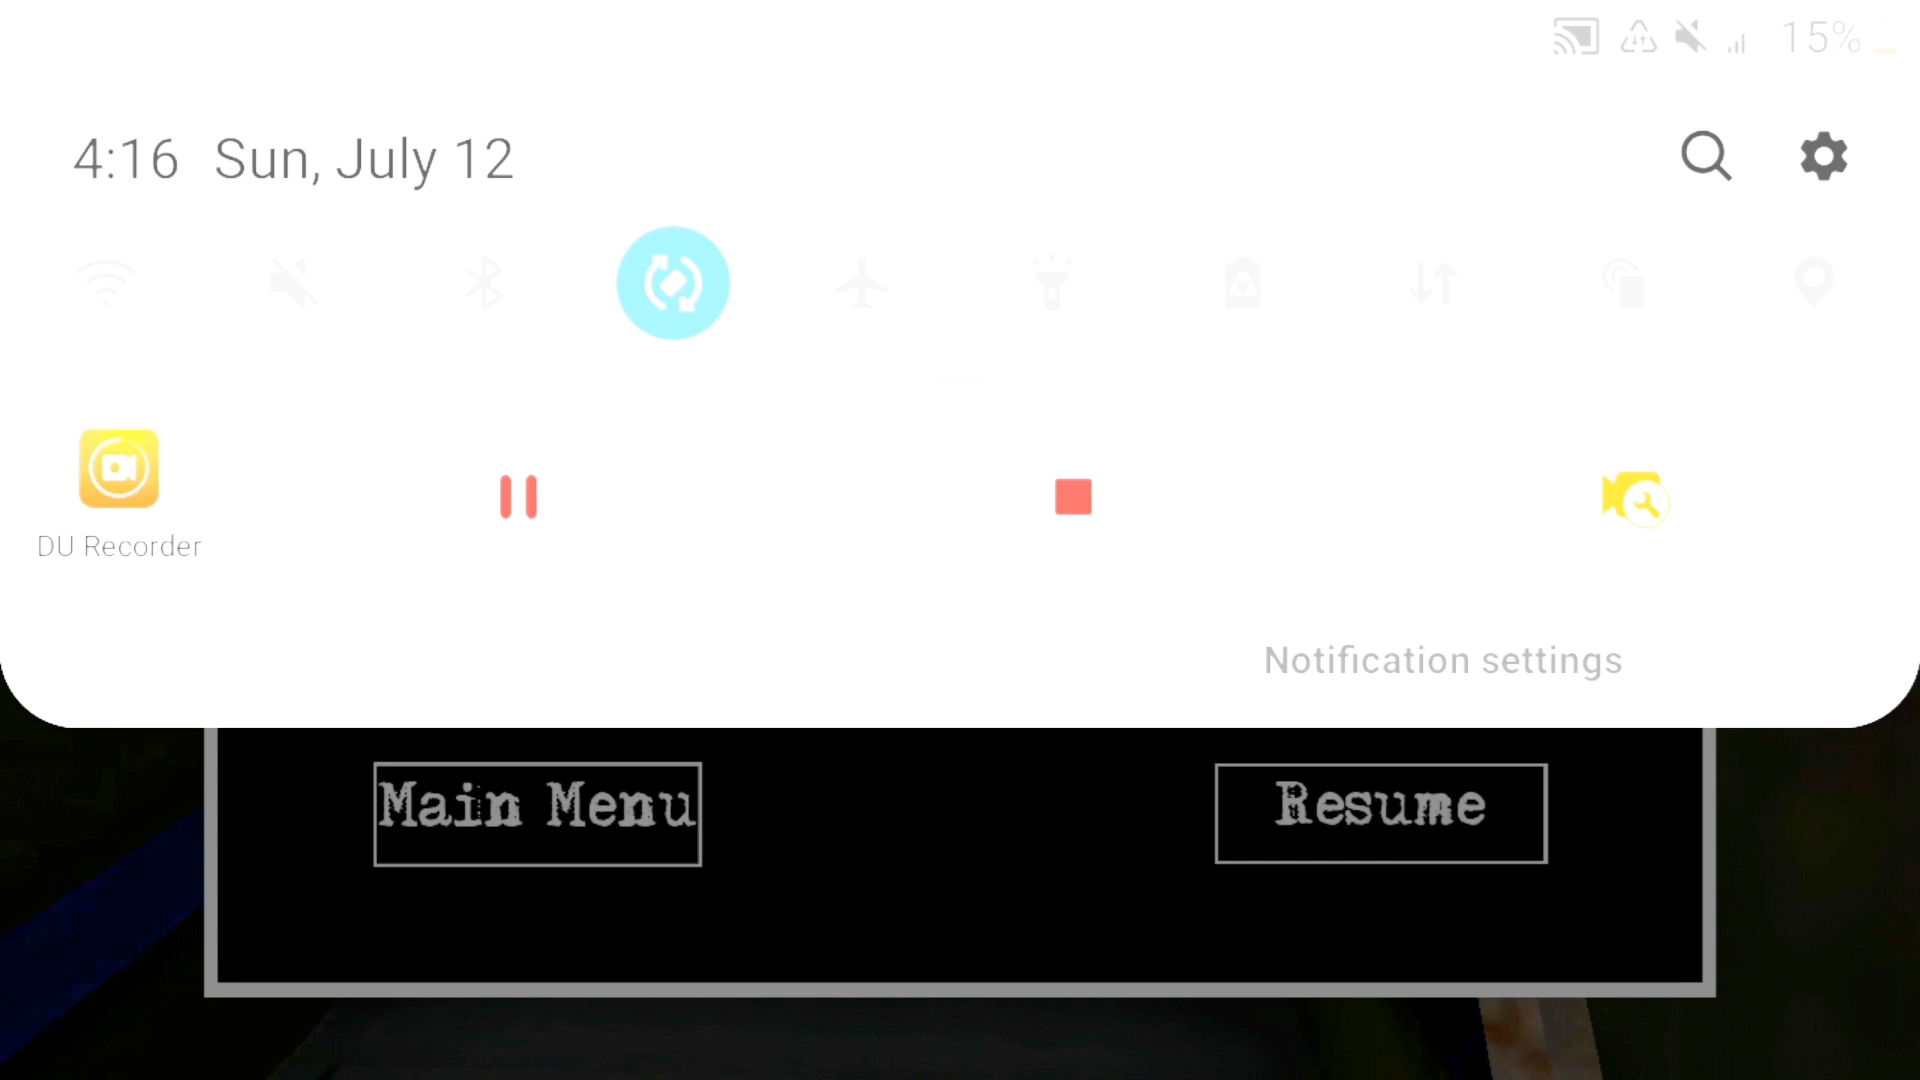 15%
4:16 Sun, July 12
DU Recorder
Notification settings
Main Menu
Resume